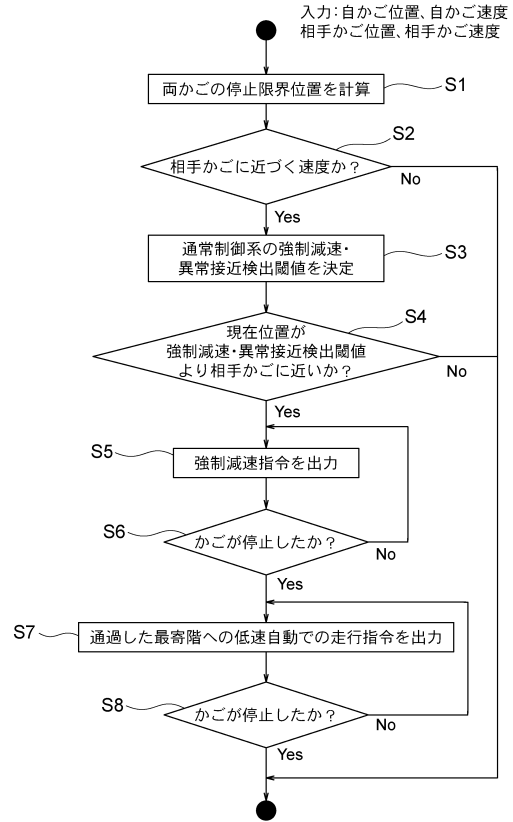 入力：自かご位置、自かご速度
相手かご位置、相手かご速度
両かごの停止限界位置を計算
S1
相手かごに近づく速度か？
S2
No
Yes
通常制御系の強制減速・
異常接近検出閾値を決定
S3
現在位置が
強制減速・異常接近検出閾値
より相手かごに近いか？
S4
No
Yes
S5
強制減速指令を出力
S6
かごが停止したか？
No
Yes
S7
通過した最寄階への低速自動での走行指令を出力
S8
かごが停止したか？
No
Yes